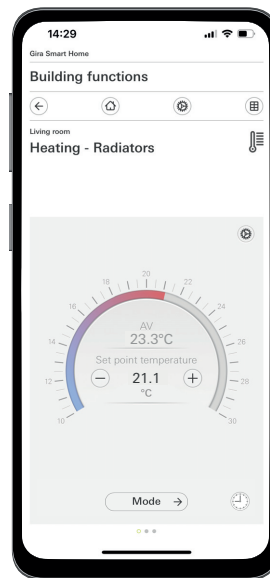 14:29
Gira Smart Home
Building functions
Living room
Heating - Radiators
20
18
22
16
24
AV
23.3°C
14
26
Set point temperature
12
21.1
28
°C
10
30
Mode